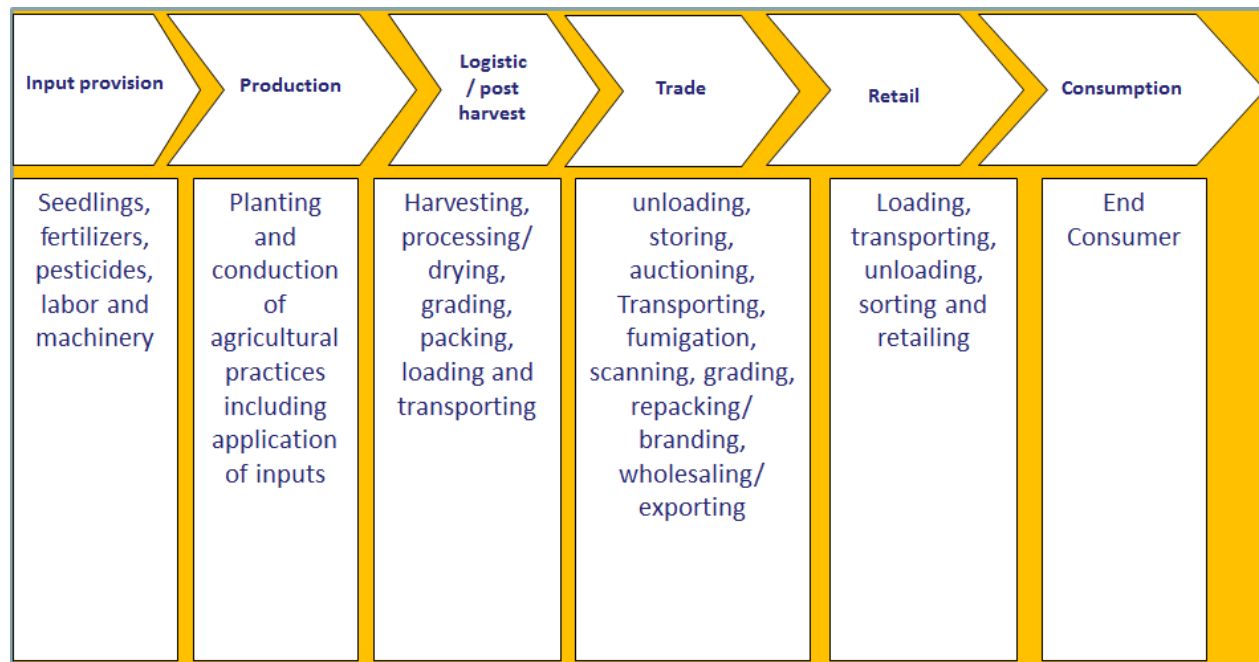 Input provision
Production
Logistic
/ post
harvest
Trade
Retail
Consumption
Seedlings,
fertilizers,
pesticides,
labor and
machinery
Planting
and
conduction
of
agricultural
practices
including
application
of inputs
Harvesting,
processing/
drying,
grading,
packing,
loading and
transporting
unloading,
storing,
auctioning,
Transporting,
fumigation,
scanning, grading,
repacking/
branding,
wholesaling/
exporting
Loading,
transporting,
unloading,
sorting and
retailing
End
Consumer